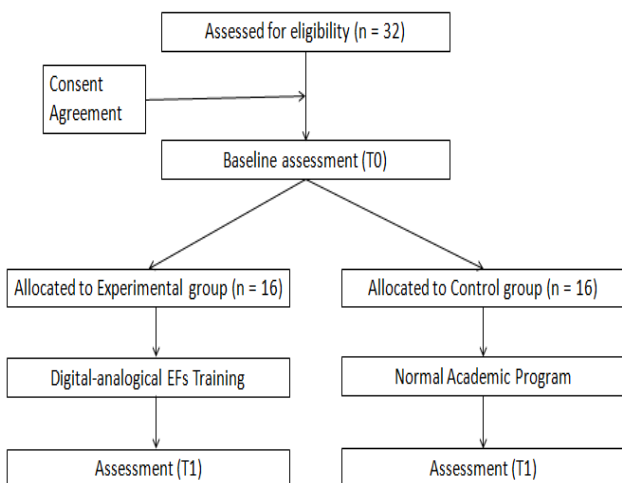 Assessed for eligibility (n = 32)
Consent
Agreement
Baseline assessment (T0)
Allocated to Experimental group (n = 16)
Allocated to Control group (n = 16)
Digital-analogical EFs Training
Normal Academic Program
Assessment (T1)
Assessment (T1)